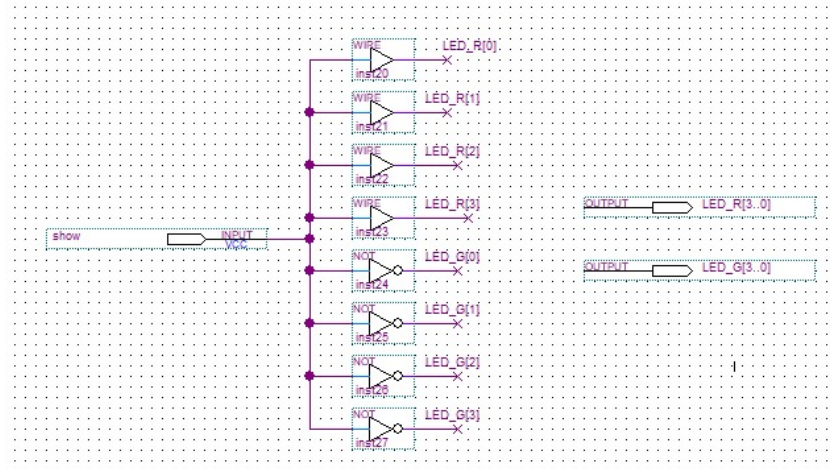 WIRE LED_R[0]
inst20
WIRE LED_R[1]
inst21
WIRE LED_R[2]
inst22
WIRE LED_R[3]
inst23
OUTPUT LED_R[3..0]
show INPUT
VCC
NOT LED_G[0]
inst24
OUTPUT LED_G[3..0]
NOT LED_G[1]
inst25
NOT LED_G[2]
inst26
NOT LED_G[3]
inst27